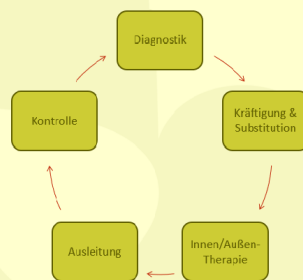 Diagnostik
Kräftigung &
Substitution
Innen/Außen-
Therapie
Ausleitung
Kontrolle